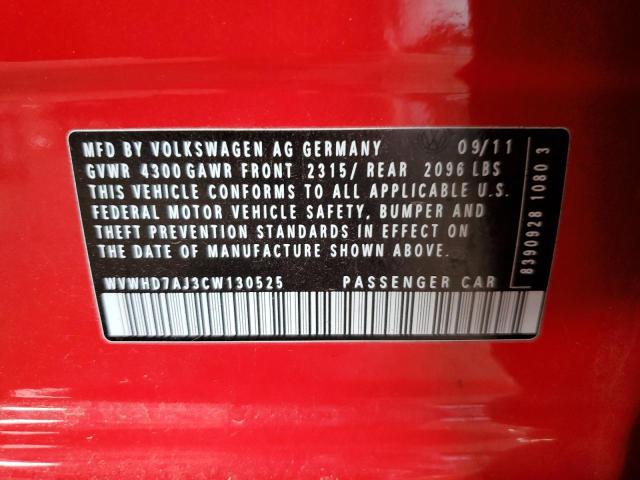 MFD BY VOLKSWAGEN AG GERMANY 09/11
GVWR 4300 GAWR FRONT 2315/ REAR 2096 LBS
THIS VEHICLE CONFORMS TO ALL APPLICABLE U.S.
FEDERAL MOTOR VEHICLE SAFETY, BUMPER AND
THEFT PREVENTION STANDARDS IN EFFECT ON
THE DATE OF MANUFACTURE SHOWN ABOVE.
WVWHD7AJ3CW130525 PASSENGER CAR
8390928 1080 3